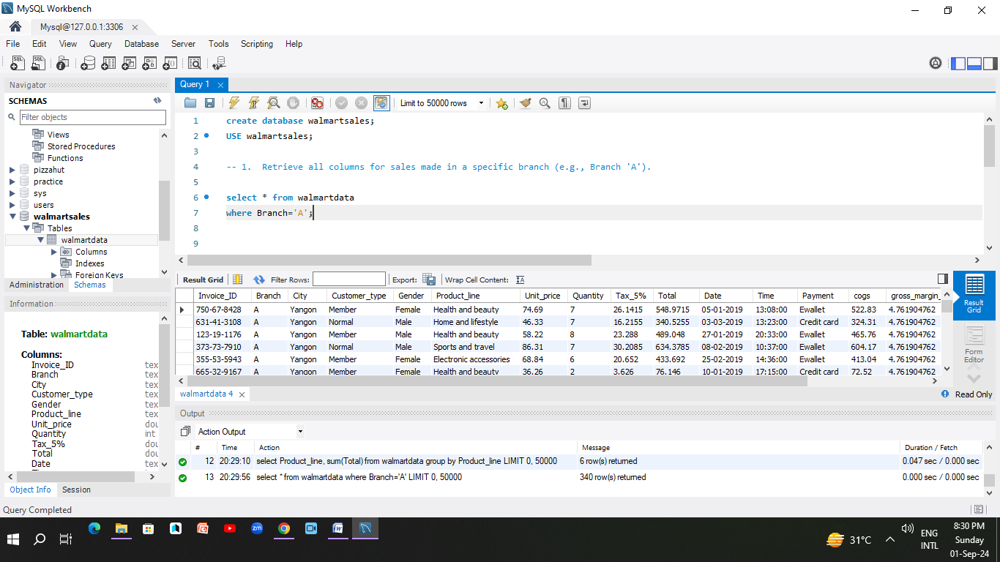 MySQL Workbench
Mysql@127.0.0.1:3306
File Edit View Query Database Server Tools Scripting Help
Navigator
SCHEMAS
Filter objects
Views
Stored Procedures
Functions
pizzahut
practice
sys
users
walmartsales
Tables
walmartdata
Columns
Indexes
Foreign Keys
Administration Schemas
Information
Table: walmartdata
Columns:
Invoice_ID tex
Branch tex
City tex
Customer_type tex
Gender tex
Product_line tex
Unit_price dou
Quantity int
Tax_5% dou
Total dou
Date tex
Object Info Session
Query Completed
Query 1
Limit to 50000 rows
1 create database walmartsales;
2 USE walmartsales;
3
4 -- 1. Retrieve all columns for sales made in a specific branch (e.g., Branch 'A').
5
6 select * from walmartdata
7 where Branch='A';
8
9
Result Grid Filter Rows: Export: Wrap Cell Content:
Invoice_ID Branch City Customer_type Gender Product_line Unit_price Quantity Tax_5% Total Date Time Payment cogs gross_margin_
750-67-8428 A Yangon Member Female Health and beauty 74.69 7 26.1415 548.9715 05-01-2019 13:08:00 Ewallet 522.83 4.761904762
631-41-3108 A Yangon Normal Male Home and lifestyle 46.33 7 16.2155 340.5255 03-03-2019 13:23:00 Credit card 324.31 4.761904762
123-19-1176 A Yangon Member Male Health and beauty 58.22 8 23.288 489.048 27-01-2019 20:33:00 Ewallet 465.76 4.761904762
373-73-7910 A Yangon Normal Male Sports and travel 86.31 7 30.2085 634.3785 08-02-2019 10:37:00 Ewallet 604.17 4.761904762
355-53-5943 A Yangon Member Female Electronic accessories 68.84 6 20.652 433.692 25-02-2019 14:36:00 Ewallet 413.04 4.761904762
665-32-9167 A Yangon Member Female Health and beauty 36.26 2 3.626 76.146 10-01-2019 17:15:00 Credit card 72.52 4.761904762
Result Grid
Form Editor
walmartdata 4
Read Only
Output
Action Output
# Time Action Message Duration / Fetch
12 20:29:10 select Product_line, sum(Total) from walmartdata group by Product_line LIMIT 0, 50000 6 row(s) returned 0.047 sec / 0.000 sec
13 20:29:56 select * from walmartdata where Branch='A' LIMIT 0, 50000 340 row(s) returned 0.000 sec / 0.000 sec
31°C
ENG
INTL
8:30 PM
Sunday
01-Sep-24